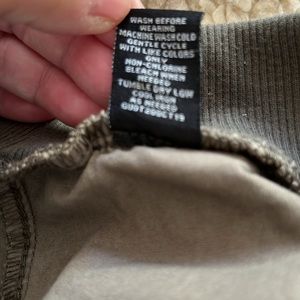 WASH BEFORE
WEARING
MACHINE WASH COLD
GENTLE CYCLE
WITH LIKE COLORS
ONLY
NON-CHLORINE
BLEACH WHEN
NEEDED
TUMBLE DRY LOW
COOL IRON
AS NEEDED